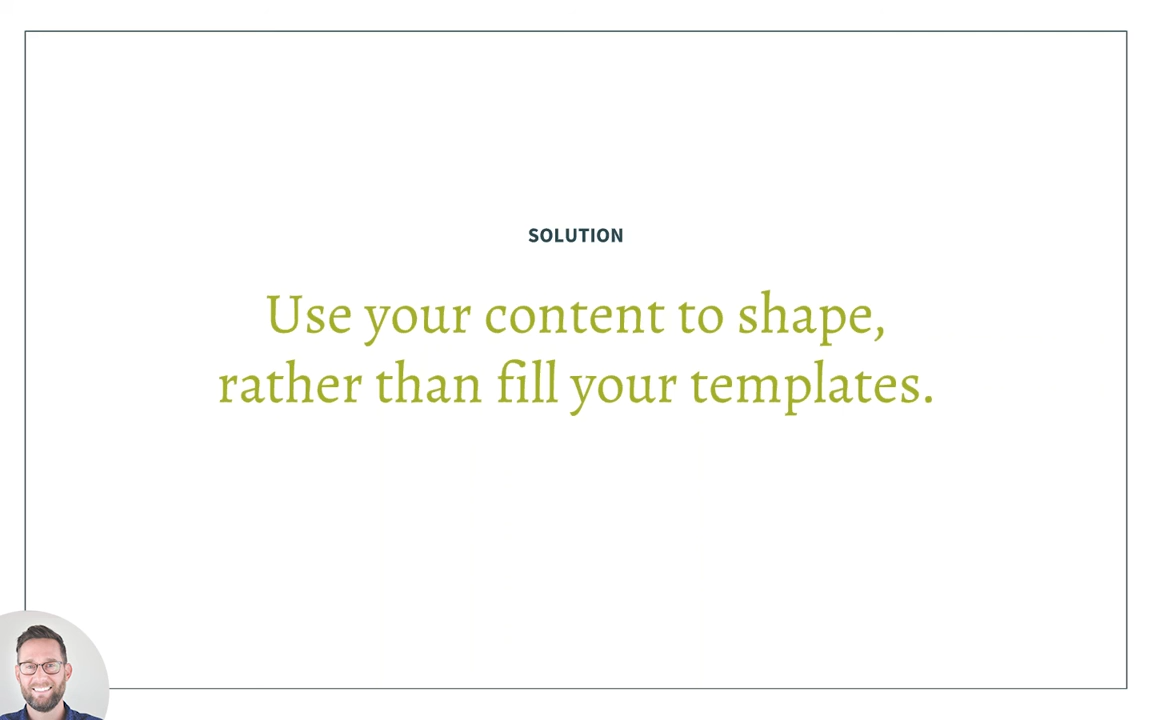 SOLUTION
Use your content to shape,
rather than fill your templates.